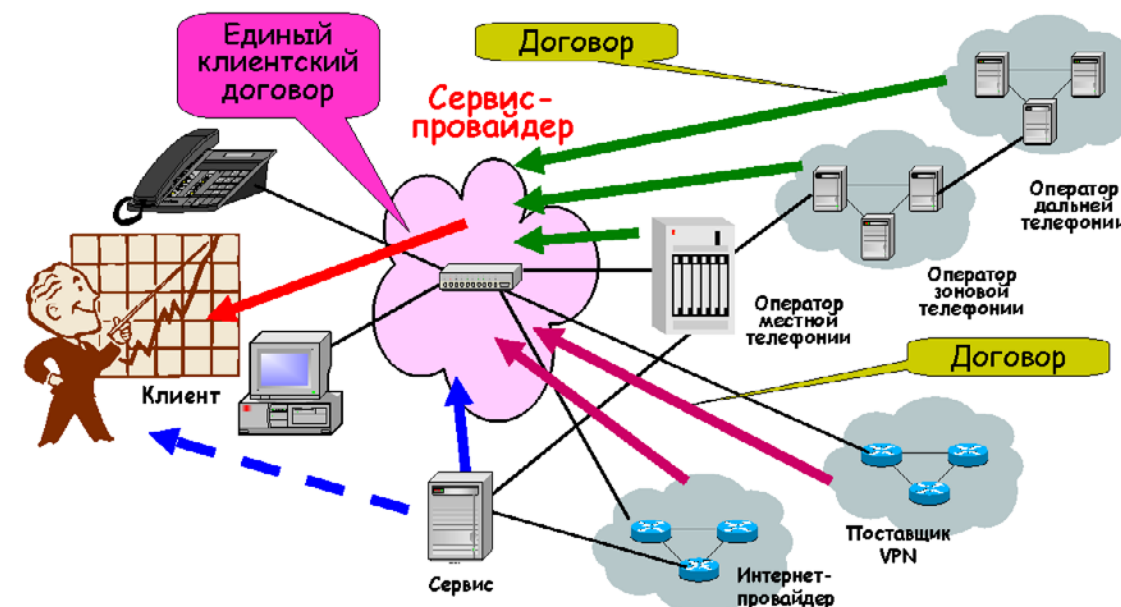 Единый
клиентский
договор
Договор
Сервис-
провайдер
Оператор
дальней
телефонии
Оператор
зоновой
телефонии
Оператор
местной
телефонии
Договор
Клиент
Поставщик
VPN
Сервис
Интернет-
провайдер